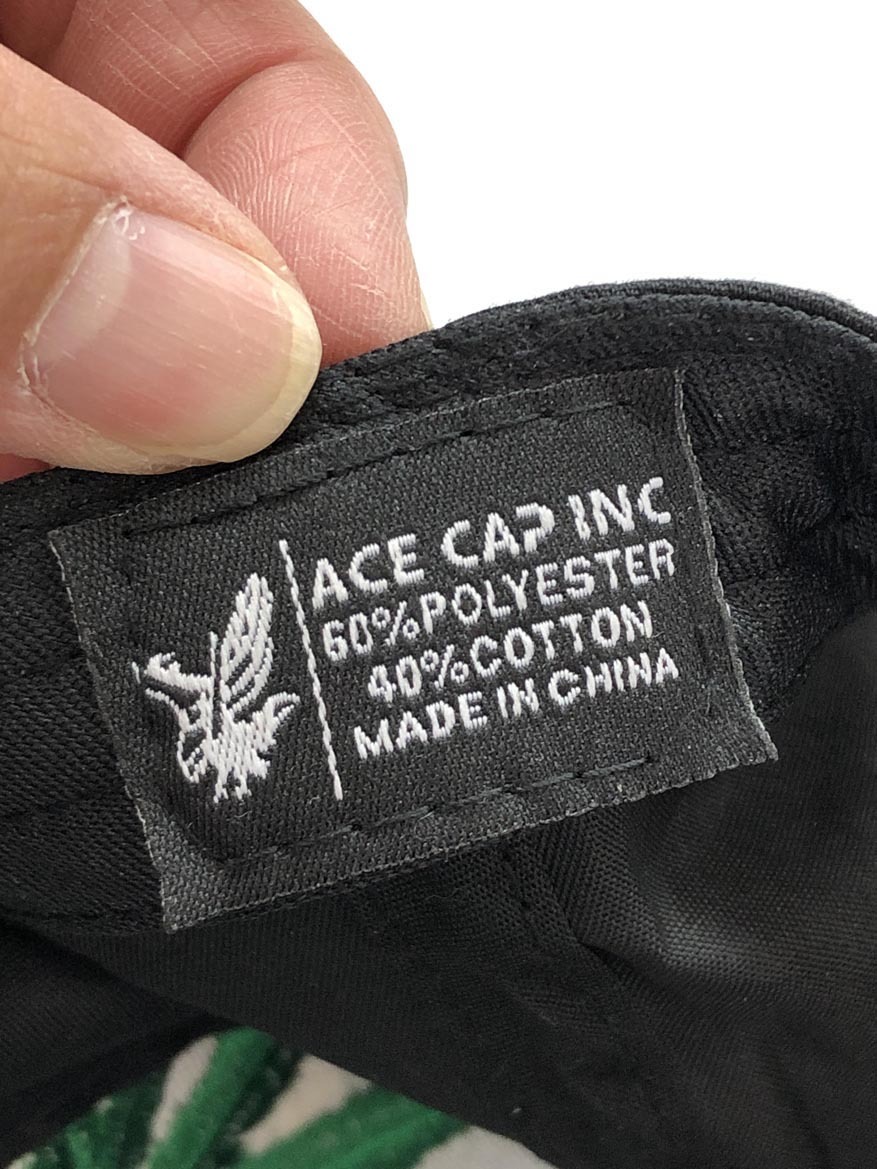 ACE CAP INC
60%POLYESTER
40%COTTON
MADE IN CHINA